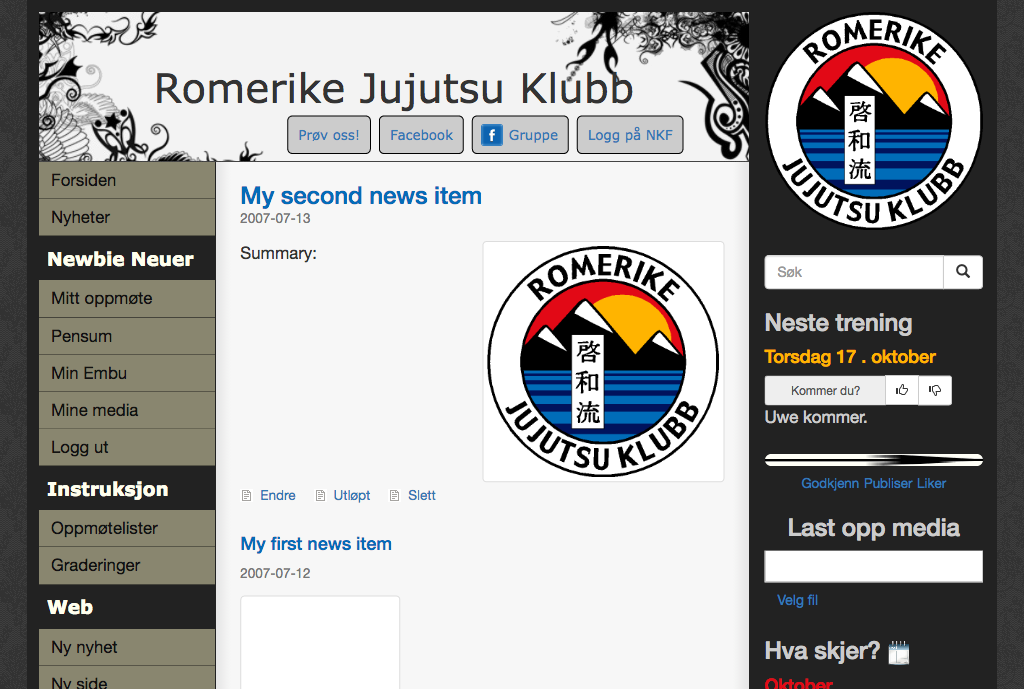 Romerike Jujutsu Klubb
Prøv oss!
Facebook
f Gruppe
Logg på NKF
Forsiden
Nyheter
Newbie Neuer
Mitt oppmøte
Pensum
Min Embu
Mine media
Logg ut
Instruksjon
Oppmøtelister
Graderinger
Web
Ny nyhet
Ny side
My second news item
2007-07-13
Summary:
ROMERIKE
啓
和
流
JUJUTSU KLUBB
Endre
Utløpt
Slett
My first news item
2007-07-12
ROMERIKE
啓
和
流
JUJUTSU KLUBB
Søk
Neste trening
Torsdag 17 . oktober
Kommer du?
Uwe kommer.
Godkjenn Publiser Liker
Last opp media
Velg fil
Hva skjer?
Oktober